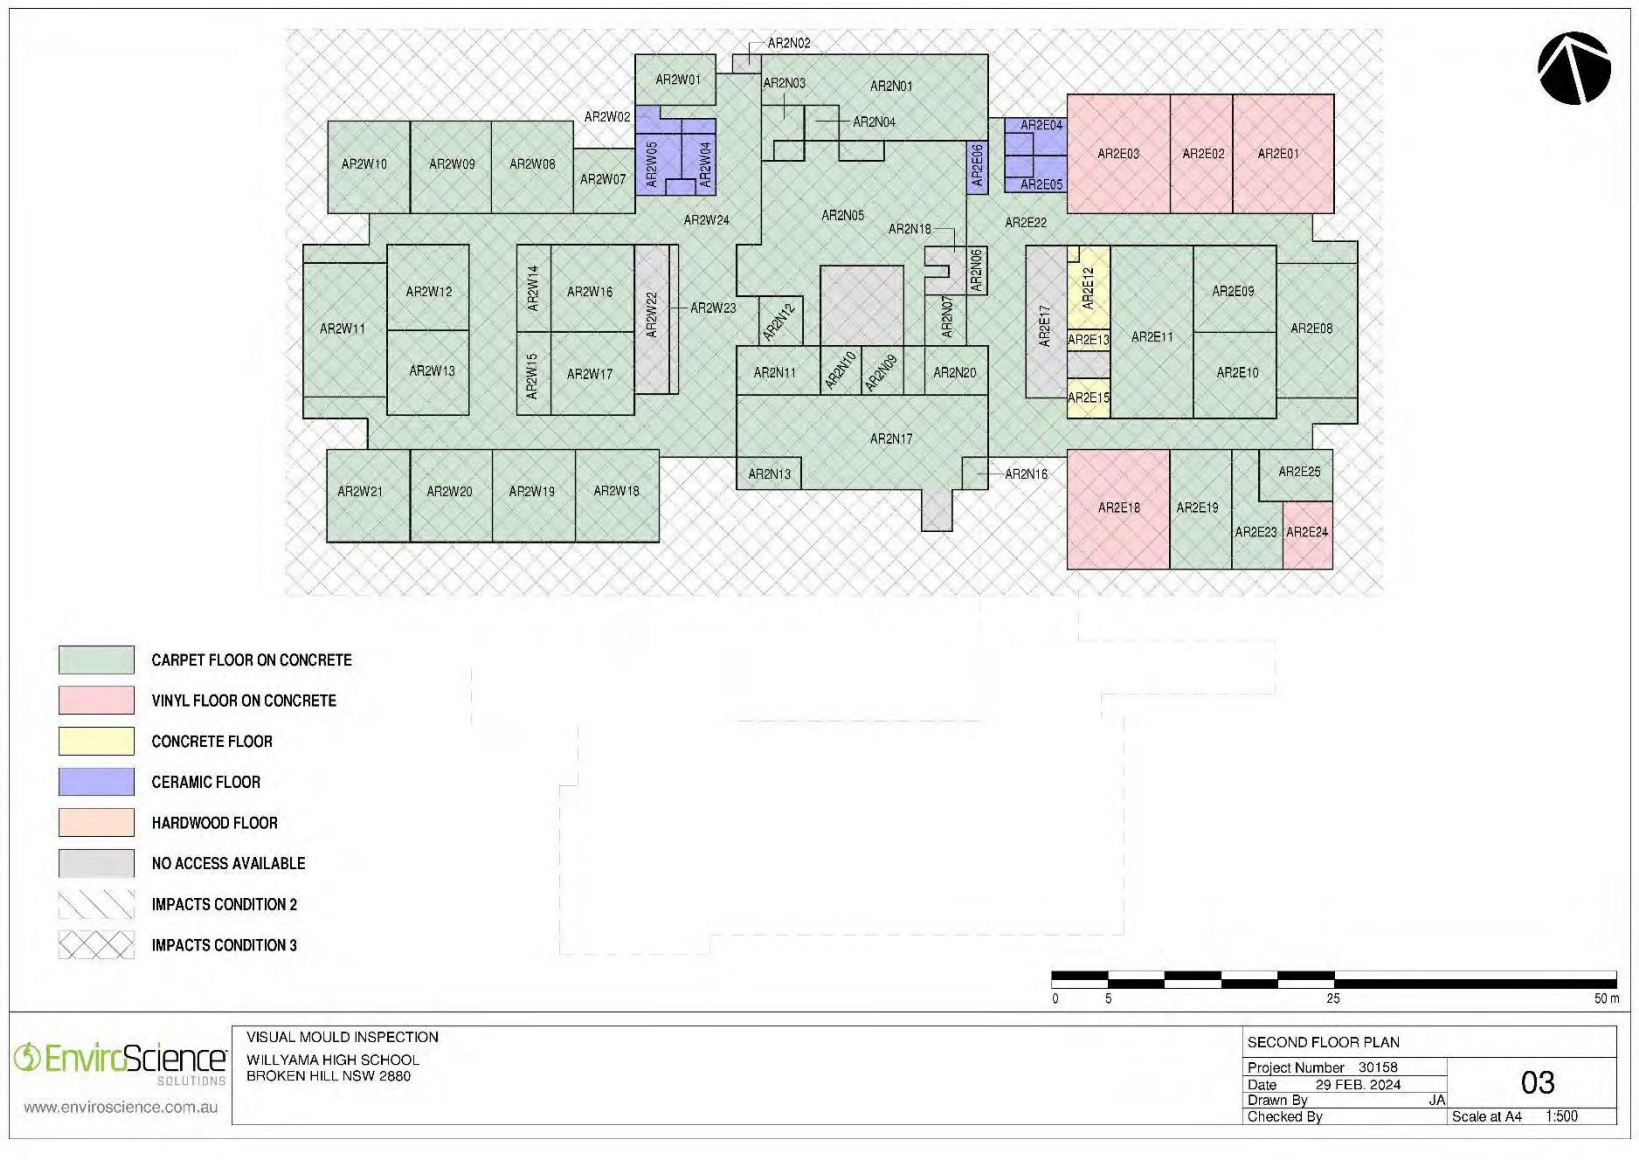 AR2N02
AR2W01
AR2N03
AR2N01
AR2W02
AR2N04
AR2E04
AR2W10
AR2W09
AR2W08
AR2W07
AR2W05
AR2W04
AR2E06
AR2E03
AR2E02
AR2E01
AR2E05
AR2W24
AR2N05
AR2N18
AR2E22
AR2W12
AR2W14
AR2W16
AR2W22
AR2W23
AR2N06
AR2E12
AR2E09
AR2W11
AR2N12
AR2N07
AR2E17
AR2E13
AR2E11
AR2E08
AR2W13
AR2W15
AR2W17
AR2N11
AR2N10
AR2N09
AR2N20
AR2E10
AR2E15
AR2N17
AR2N13
AR2N16
AR2E25
AR2W21
AR2W20
AR2W19
AR2W18
AR2E18
AR2E19
AR2E23
AR2E24
CARPET FLOOR ON CONCRETE
VINYL FLOOR ON CONCRETE
CONCRETE FLOOR
CERAMIC FLOOR
HARDWOOD FLOOR
NO ACCESS AVAILABLE
IMPACTS CONDITION 2
IMPACTS CONDITION 3
0 5 25 50 m
EnviroScience
SOLUTIONS
www.enviroscience.com.au
VISUAL MOULD INSPECTION
WILLYAMA HIGH SCHOOL
BROKEN HILL NSW 2880
SECOND FLOOR PLAN
Project Number 30158
Date 29 FEB. 2024
Drawn By JA
Checked By
03
Scale at A4 1:500